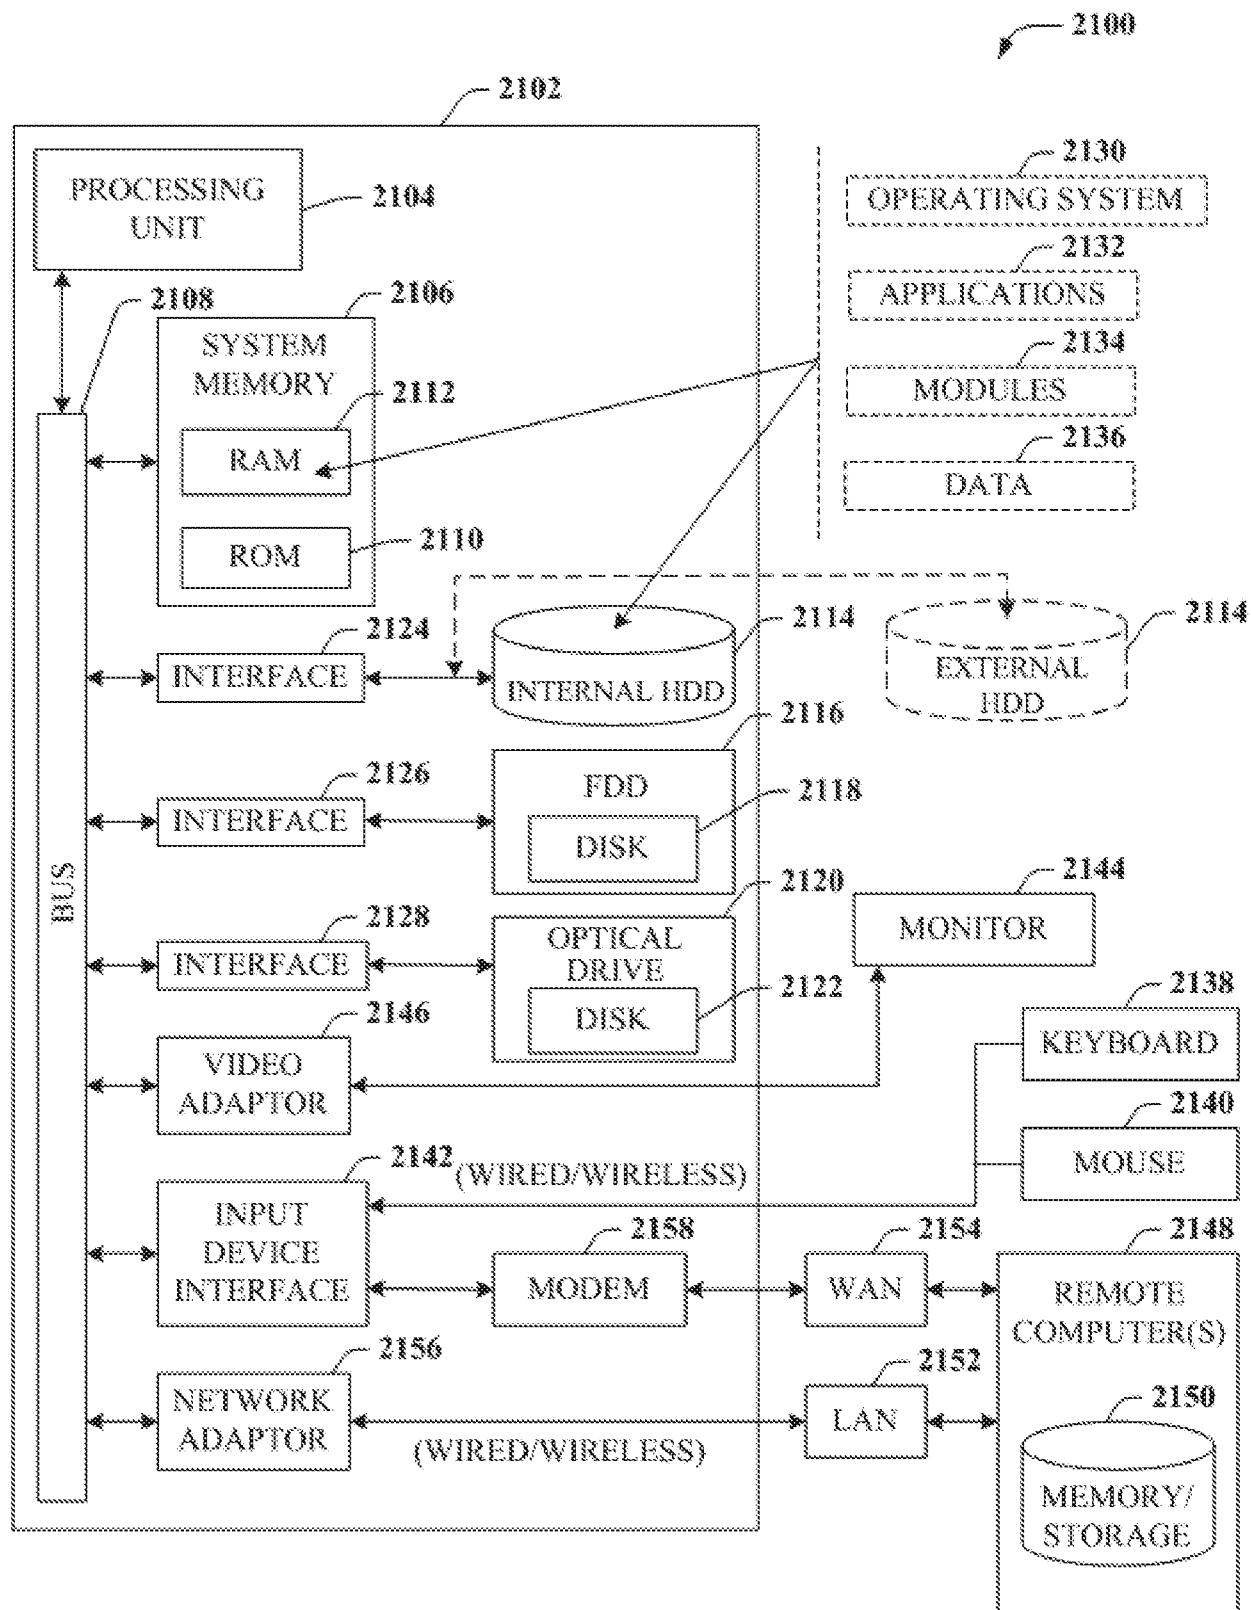 2100
2102
PROCESSING
UNIT
2104
2130
OPERATING SYSTEM
2132
APPLICATIONS
2134
MODULES
2136
DATA
2108
2106
SYSTEM
MEMORY
2112
RAM
2110
ROM
BUS
2124
INTERFACE
2114
INTERNAL HDD
2114
EXTERNAL
HDD
2126
INTERFACE
2116
FDD
2118
DISK
2128
INTERFACE
2120
OPTICAL
DRIVE
2122
DISK
2144
MONITOR
2146
VIDEO
ADAPTOR
2138
KEYBOARD
2140
MOUSE
2142
(WIRED/WIRELESS)
INPUT
DEVICE
INTERFACE
2158
MODEM
2154
WAN
2148
REMOTE
COMPUTER(S)
2156
NETWORK
ADAPTOR
(WIRED/WIRELESS)
2152
LAN
2150
MEMORY/
STORAGE